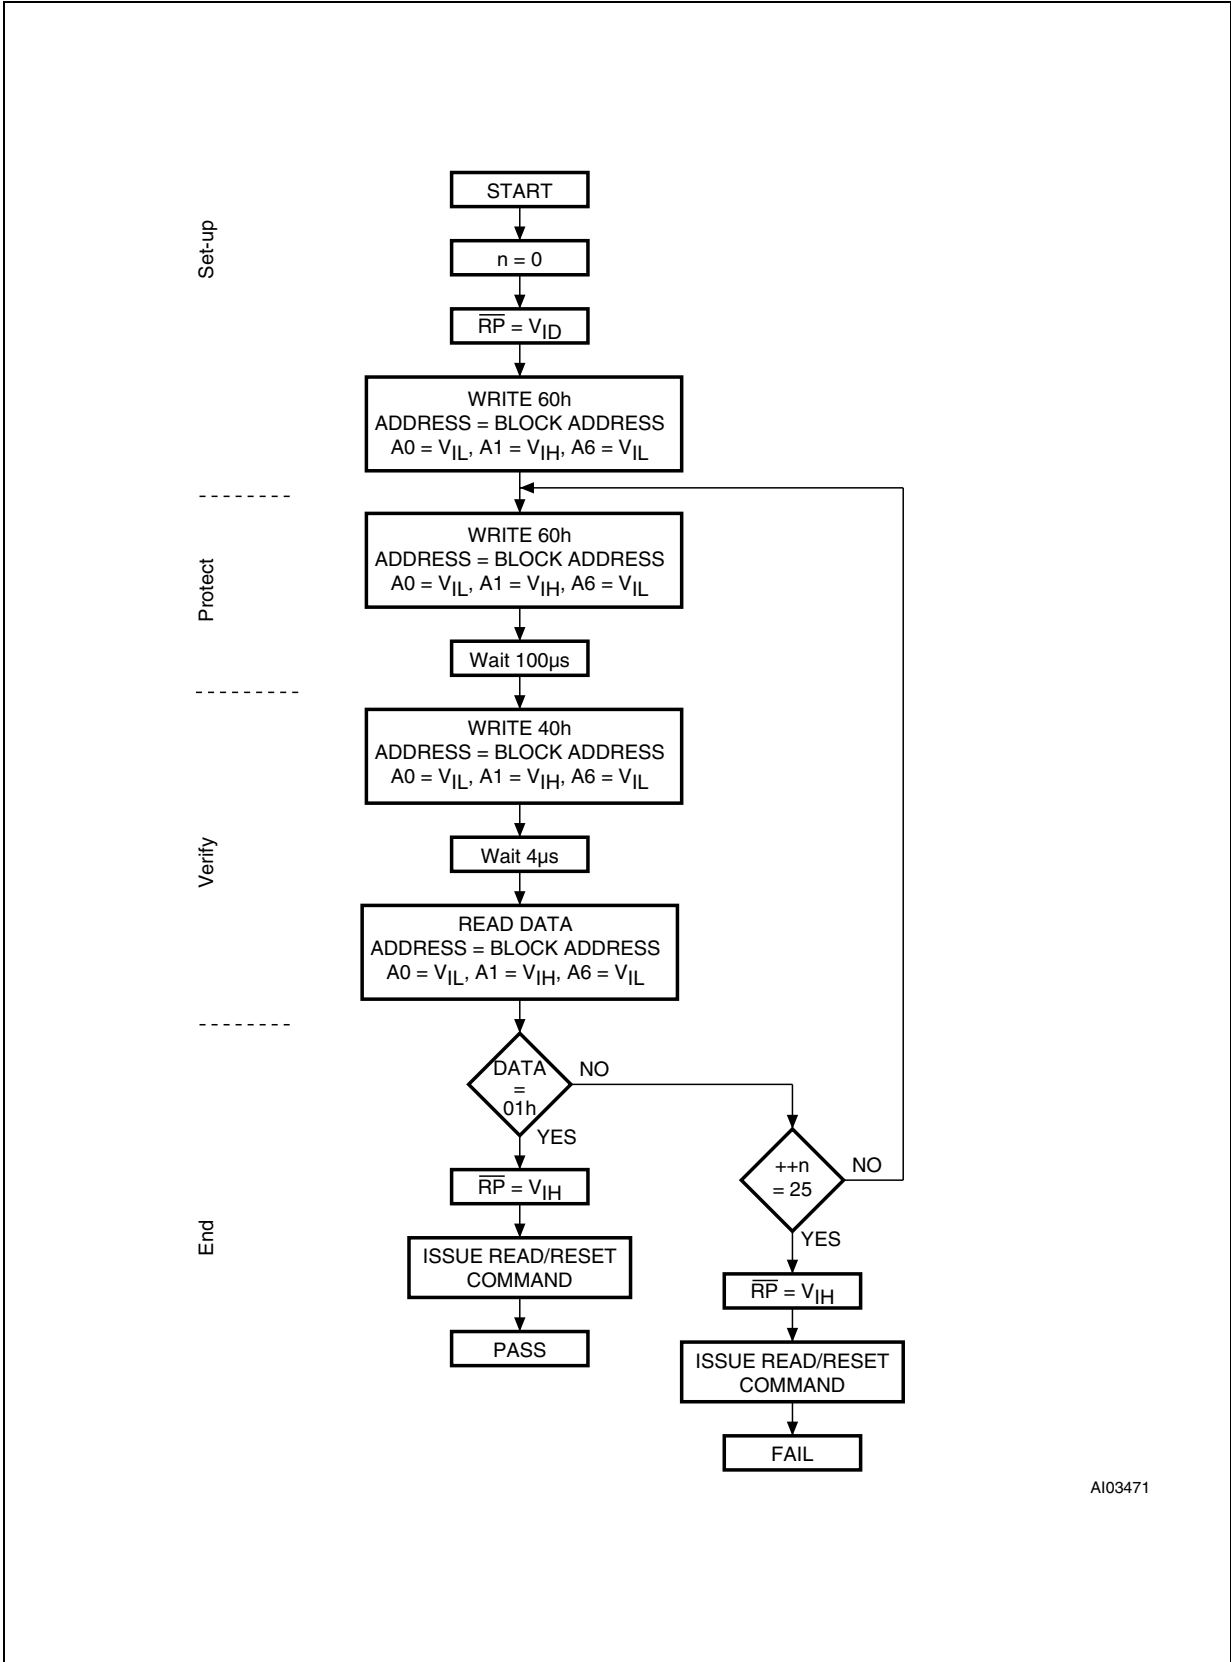 START
Set-up
n = 0
R̅P̅ = VID
WRITE 60h
ADDRESS = BLOCK ADDRESS
A0 = VIL, A1 = VIH, A6 = VIL
Protect
WRITE 60h
ADDRESS = BLOCK ADDRESS
A0 = VIL, A1 = VIH, A6 = VIL
Wait 100µs
Verify
WRITE 40h
ADDRESS = BLOCK ADDRESS
A0 = VIL, A1 = VIH, A6 = VIL
Wait 4µs
READ DATA
ADDRESS = BLOCK ADDRESS
A0 = VIL, A1 = VIH, A6 = VIL
End
DATA
=
01h
NO
YES
++n
= 25
NO
YES
R̅P̅ = VIH
ISSUE READ/RESET
COMMAND
PASS
R̅P̅ = VIH
ISSUE READ/RESET
COMMAND
FAIL
AI03471